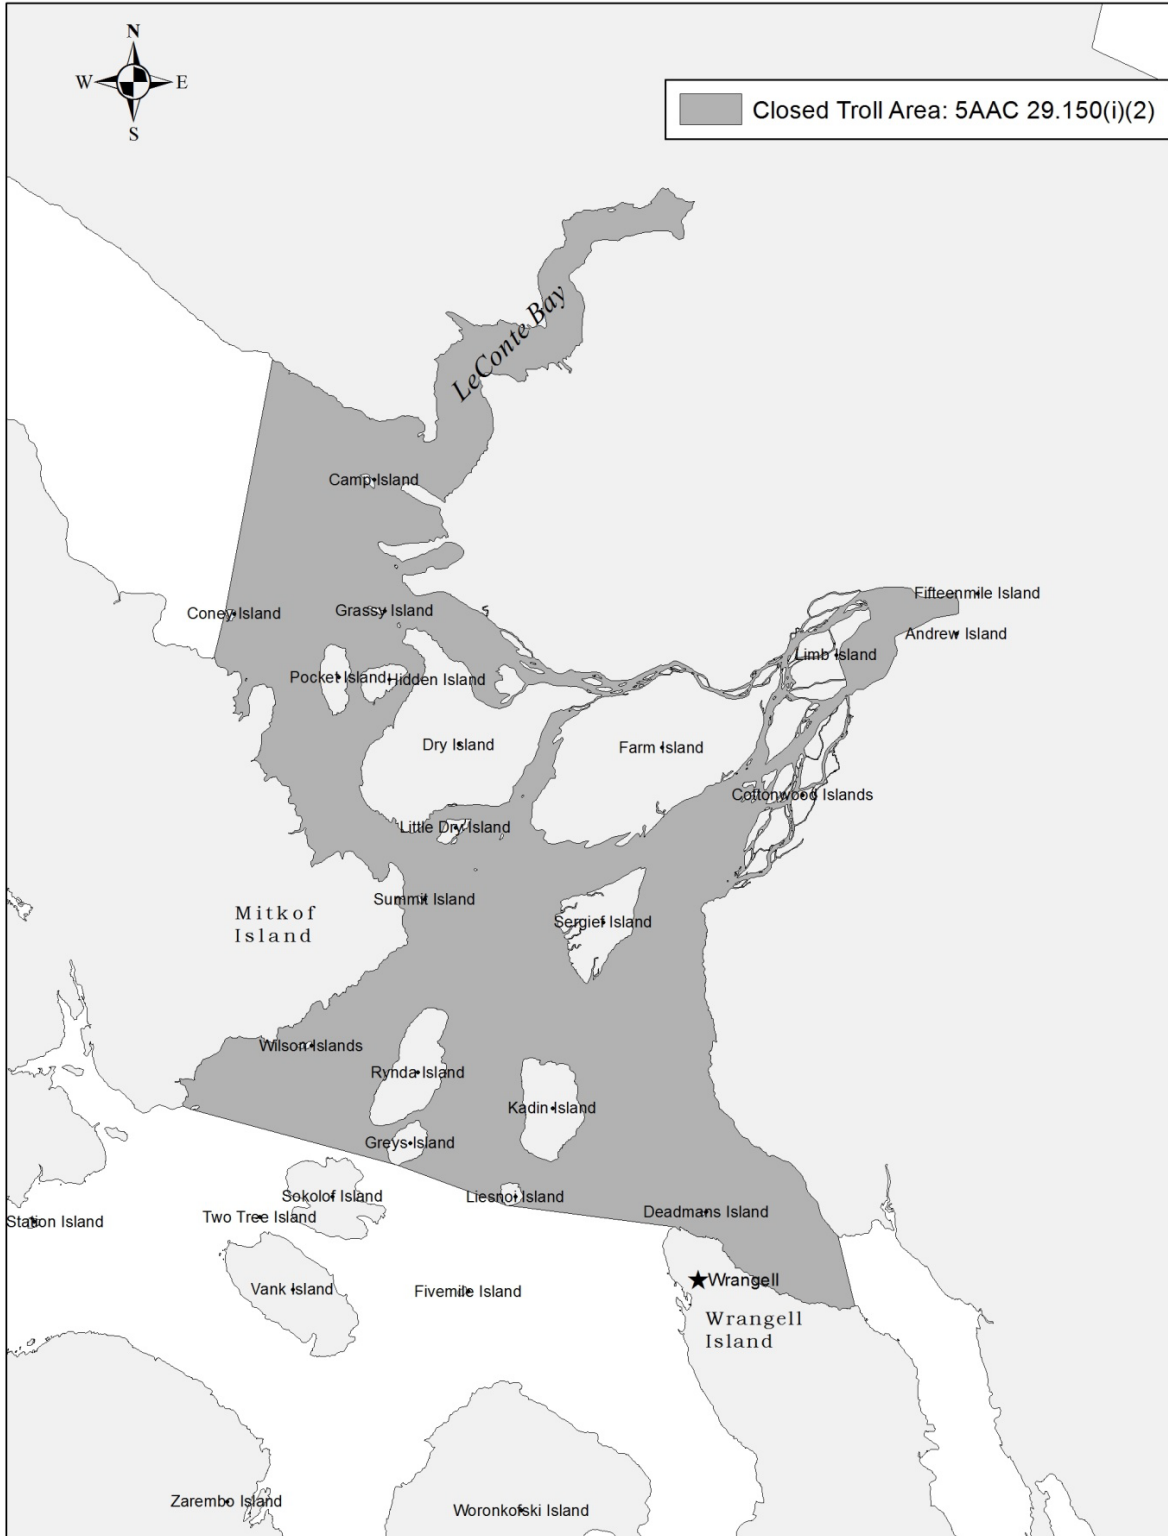 N
W E
S
Closed Troll Area: 5AAC 29.150(i)(2)
LeConte Bay
Camp Island
Fifteenmile Island
Coney Island
Grassy Island
Andrew Island
Limb Island
Pocket Island
Hidden Island
Dry Island
Farm Island
Cottonwood Islands
Little Dry Island
Summit Island
Mitkof
Island
Sergief Island
Wilson Islands
Rynda Island
Kadin Island
Greys Island
Sokolof Island
Liesnoi Island
Deadmans Island
Station Island
Two Tree Island
Wrangell
Vank Island
Fivemile Island
Wrangell
Island
Zarembo Island
Woronkofski Island